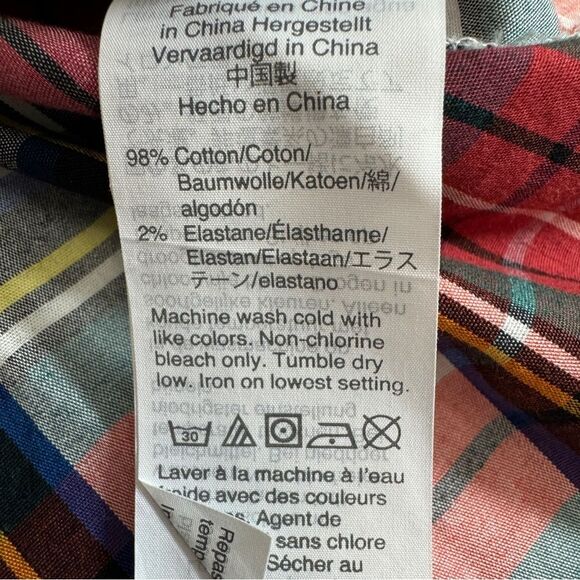 Fabriqué en Chine
in China Hergestellt
Vervaardigd in China
中国製
Hecho en China
98% Cotton/Coton/
Baumwolle/Katoen/綿/
algodón
2% Elastane/Élasthanne/
Elastan/Elastaan/エラス
テーン/elastano
Machine wash cold with
like colors. Non-chlorine
bleach only. Tumble dry
low. Iron on lowest setting.
30
Laver à la machine à l'eau
avec des couleurs
Agent de
sans chlore
Sécher au
Repas